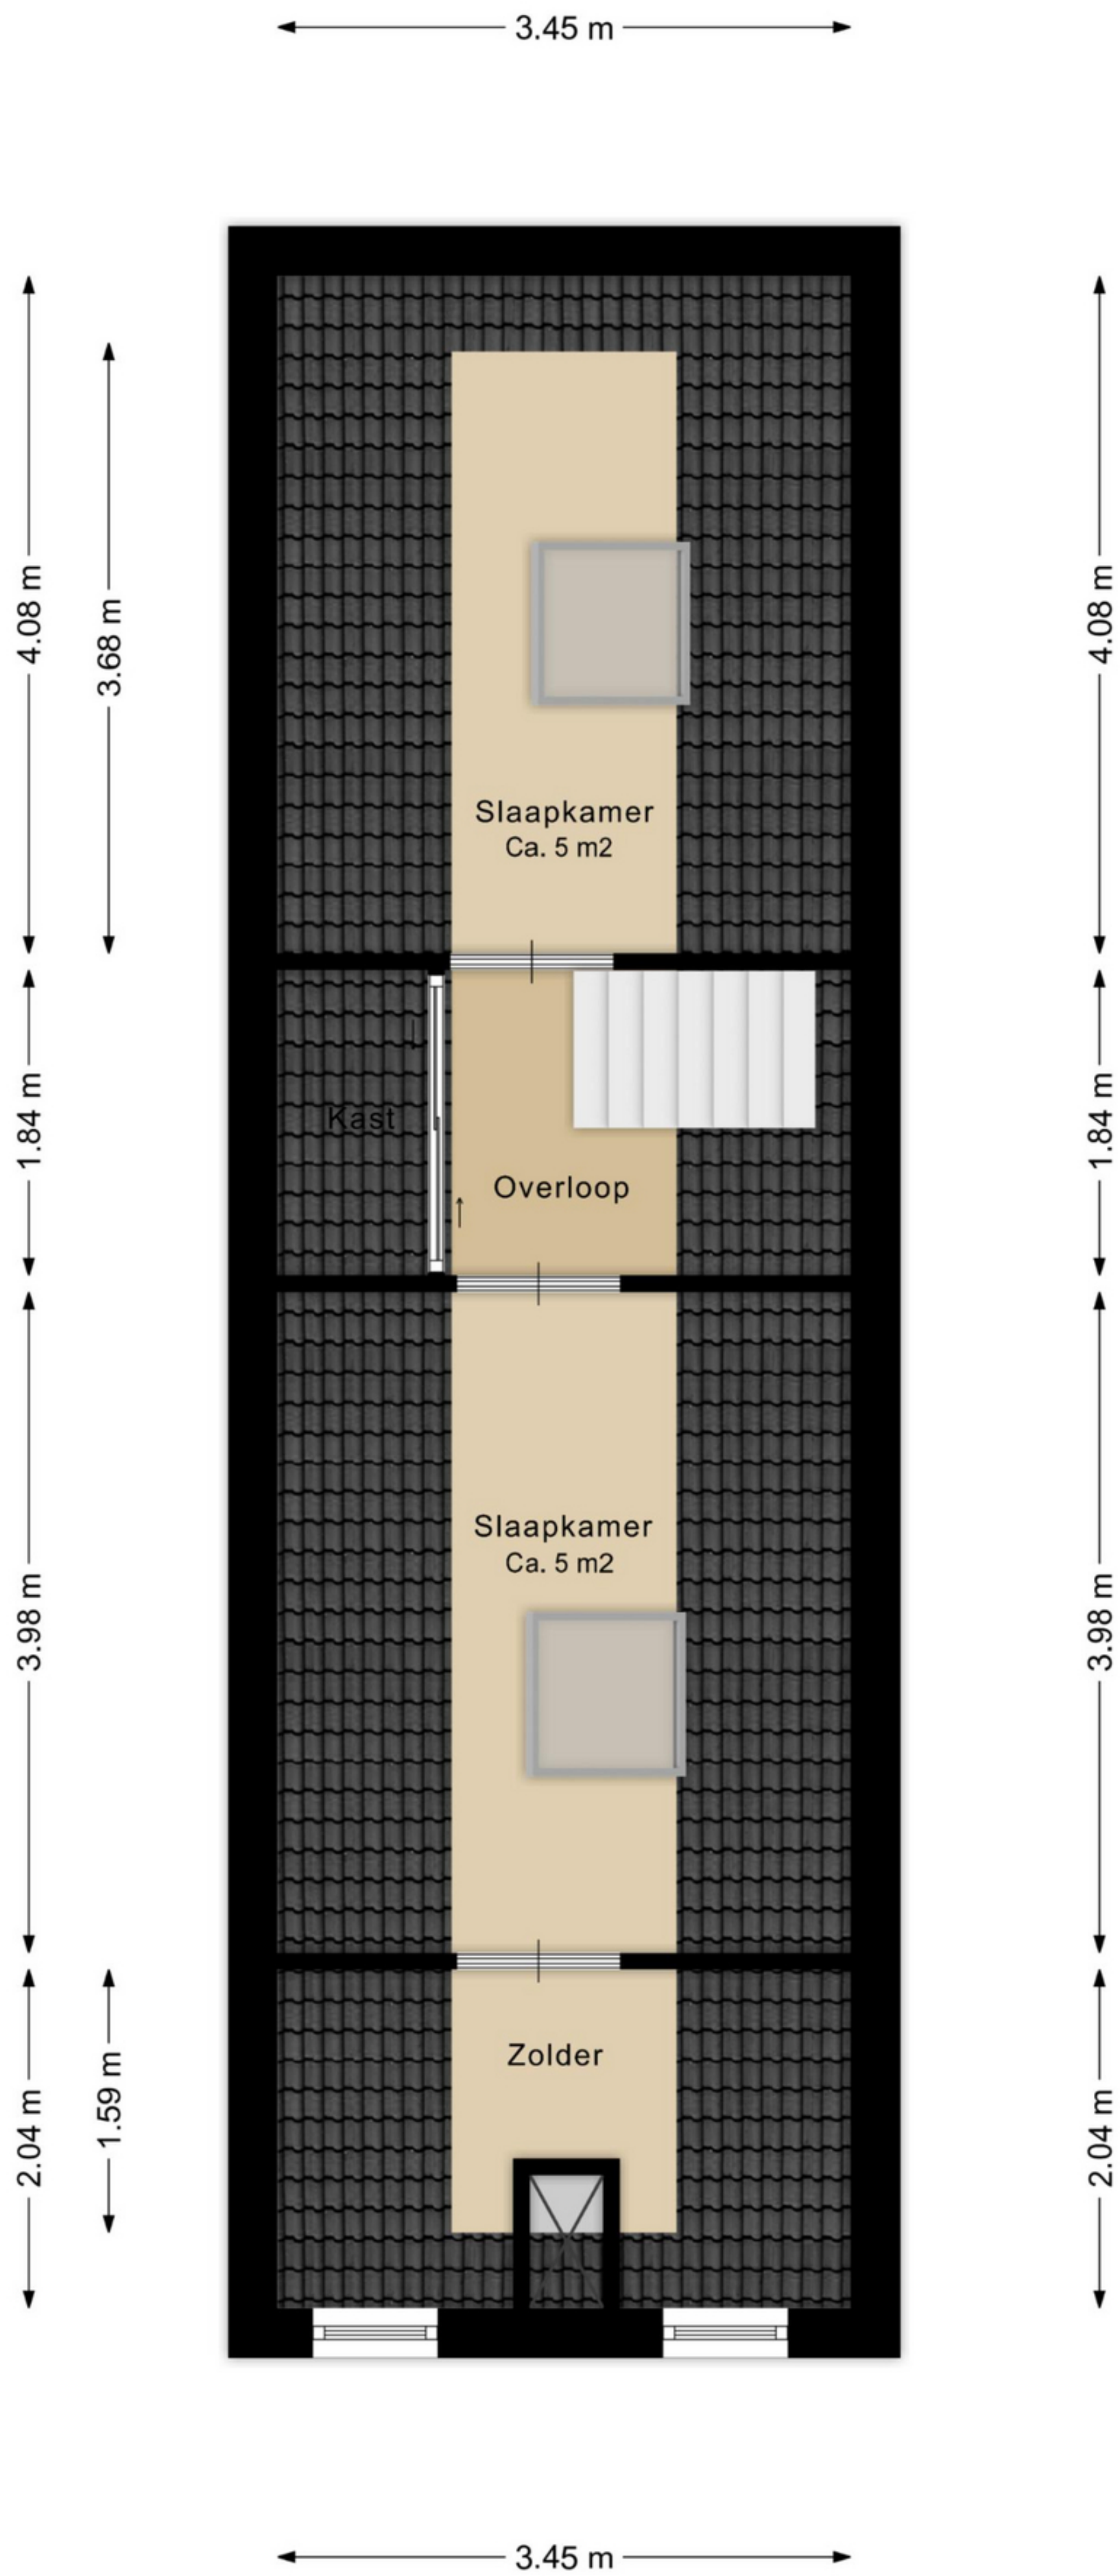 3.45 m
4.08 m
3.68 m
4.08 m
Slaapkamer
Ca. 5 m2
1.84 m
Kast
Overloop
1.84 m
Slaapkamer
Ca. 5 m2
3.98 m
3.98 m
Zolder
2.04 m
1.59 m
2.04 m
3.45 m